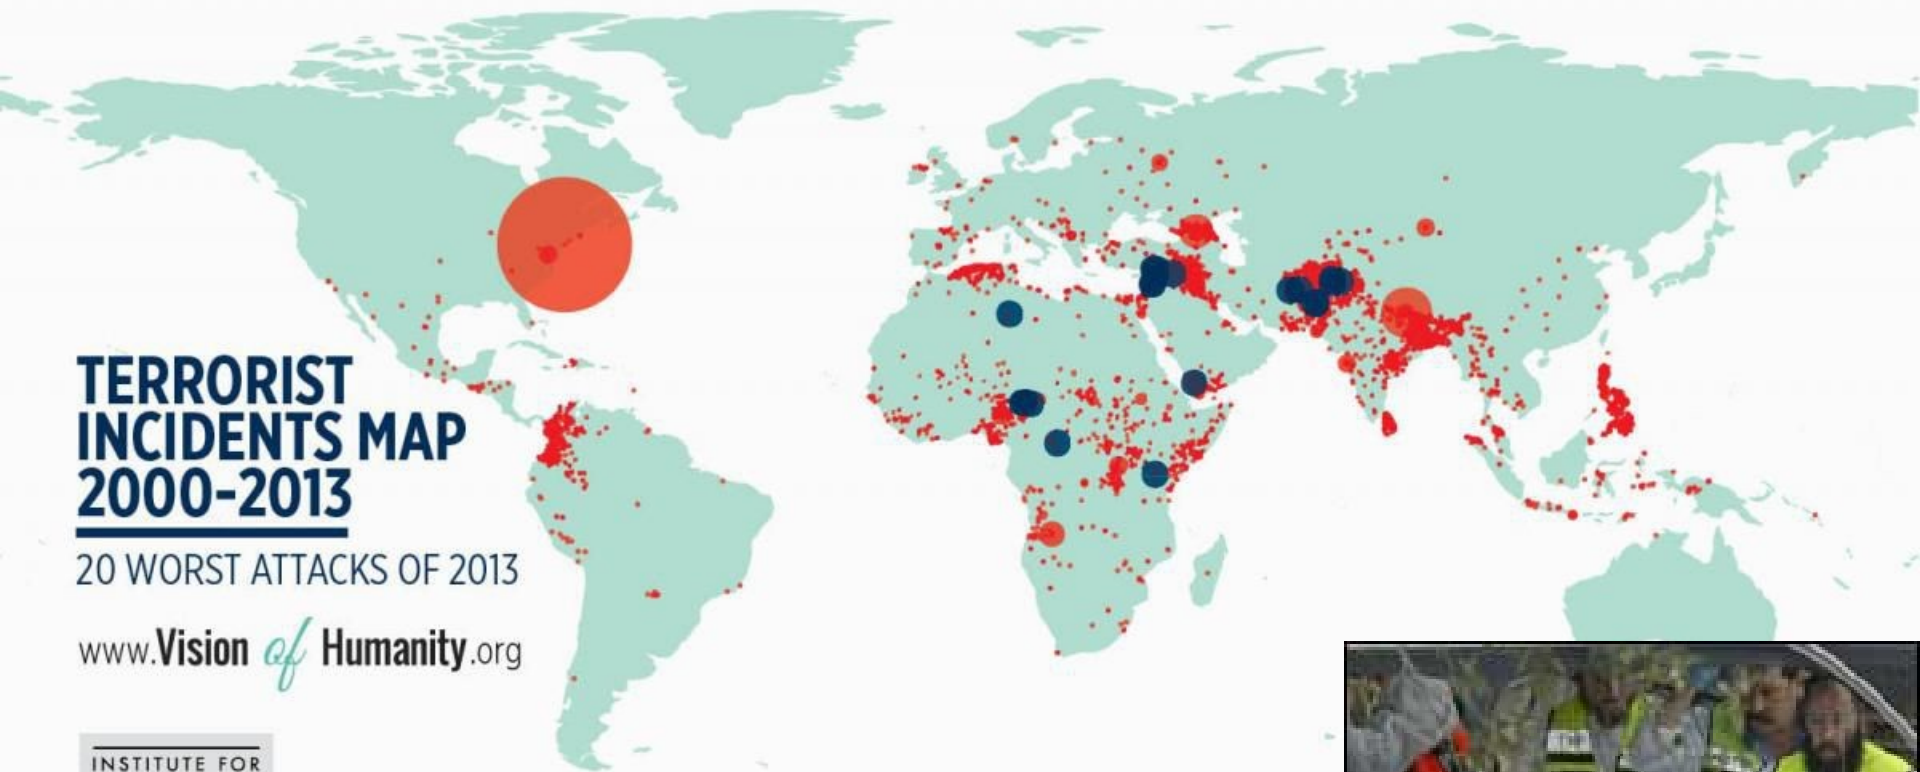 TERRORIST
INCIDENTS MAP
2000-2013
20 WORST ATTACKS OF 2013
www.Vision of Humanity.org
INSTITUTE FOR